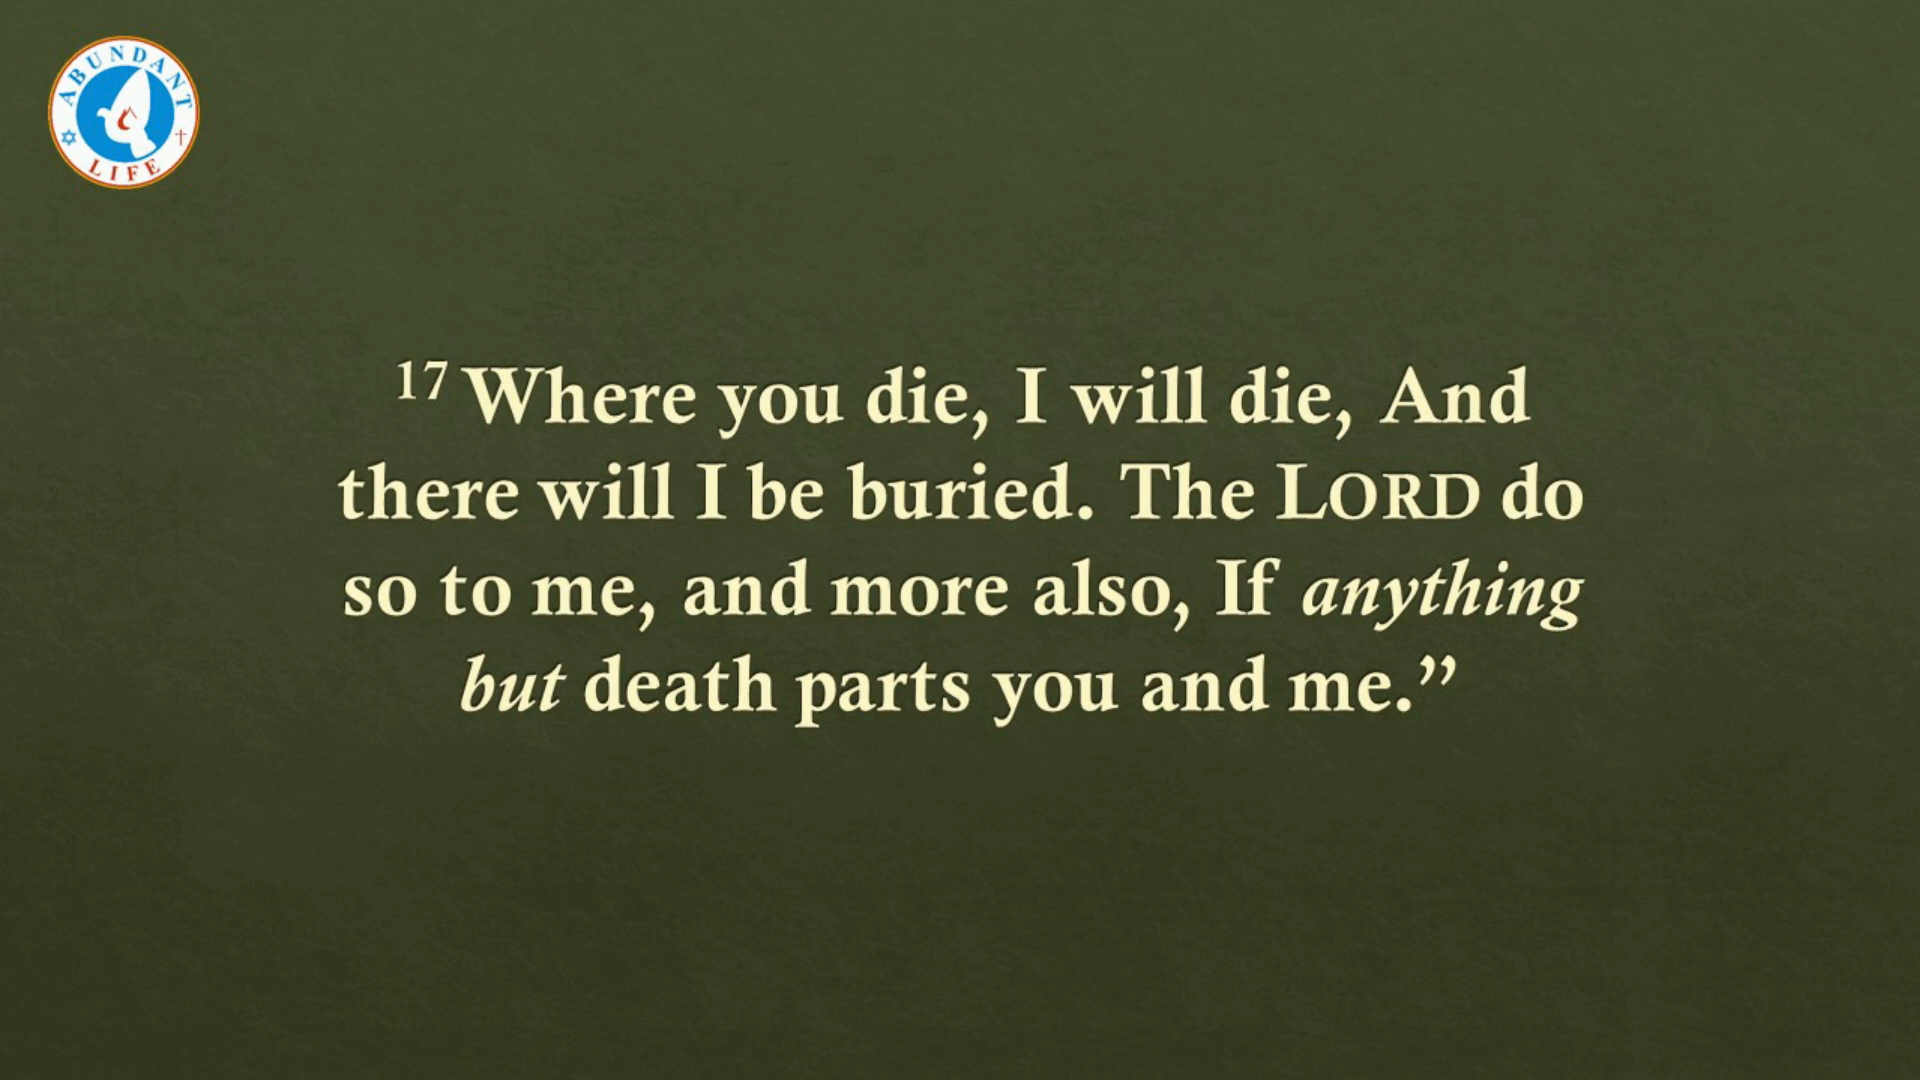 ABUNDANT
LIFE
17 Where you die, I will die, And
there will I be buried. The LORD do
so to me, and more also, If anything
but death parts you and me.”